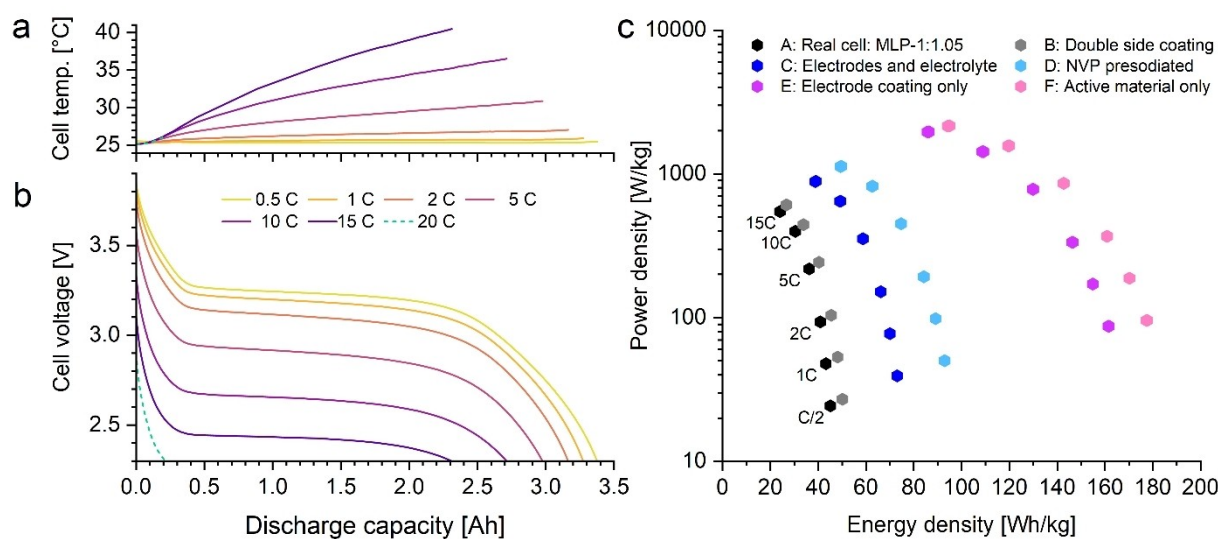 a
Cell temp. [°C]
40
35
30
25
b
Cell voltage [V]
3.5
3.0
2.5
0.5 C
1 C
2 C
5 C
10 C
15 C
20 C
0.0 0.5 1.0 1.5 2.0 2.5 3.0 3.5
Discharge capacity [Ah]
c
Power density [W/kg]
10000
1000
100
10
A: Real cell: MLP-1:1.05
B: Double side coating
C: Electrodes and electrolyte
D: NVP presodiated
E: Electrode coating only
F: Active material only
15C
10C
5C
2C
1C
C/2
0 20 40 60 80 100 120 140 160 180 200
Energy density [Wh/kg]